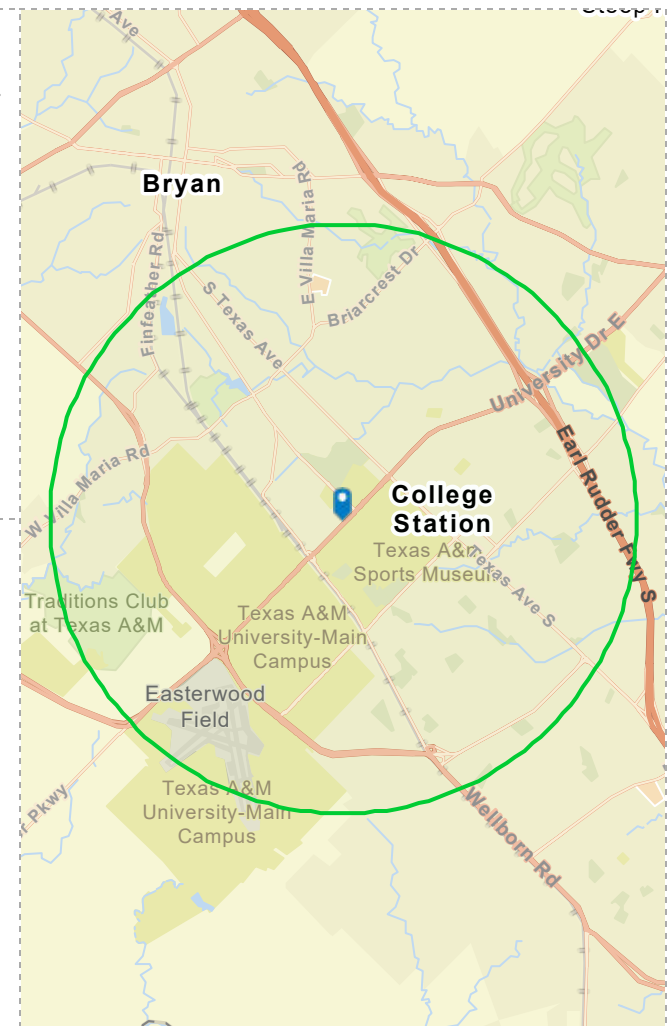 Ave
Bryan
E Villa Maria Rd
Finfeather Rd
Briarcrest Dr
S Texas Ave
University Dr E
W Villa Maria Rd
Earl Rudder Fwy S
College
Station
Texas A&M
Sports Museum
Texas Ave S
Traditions Club
at Texas A&M
Texas A&M
University-Main
Campus
Easterwood
Field
Texas A&M
University-Main
Campus
Pkwy
Wellborn Rd